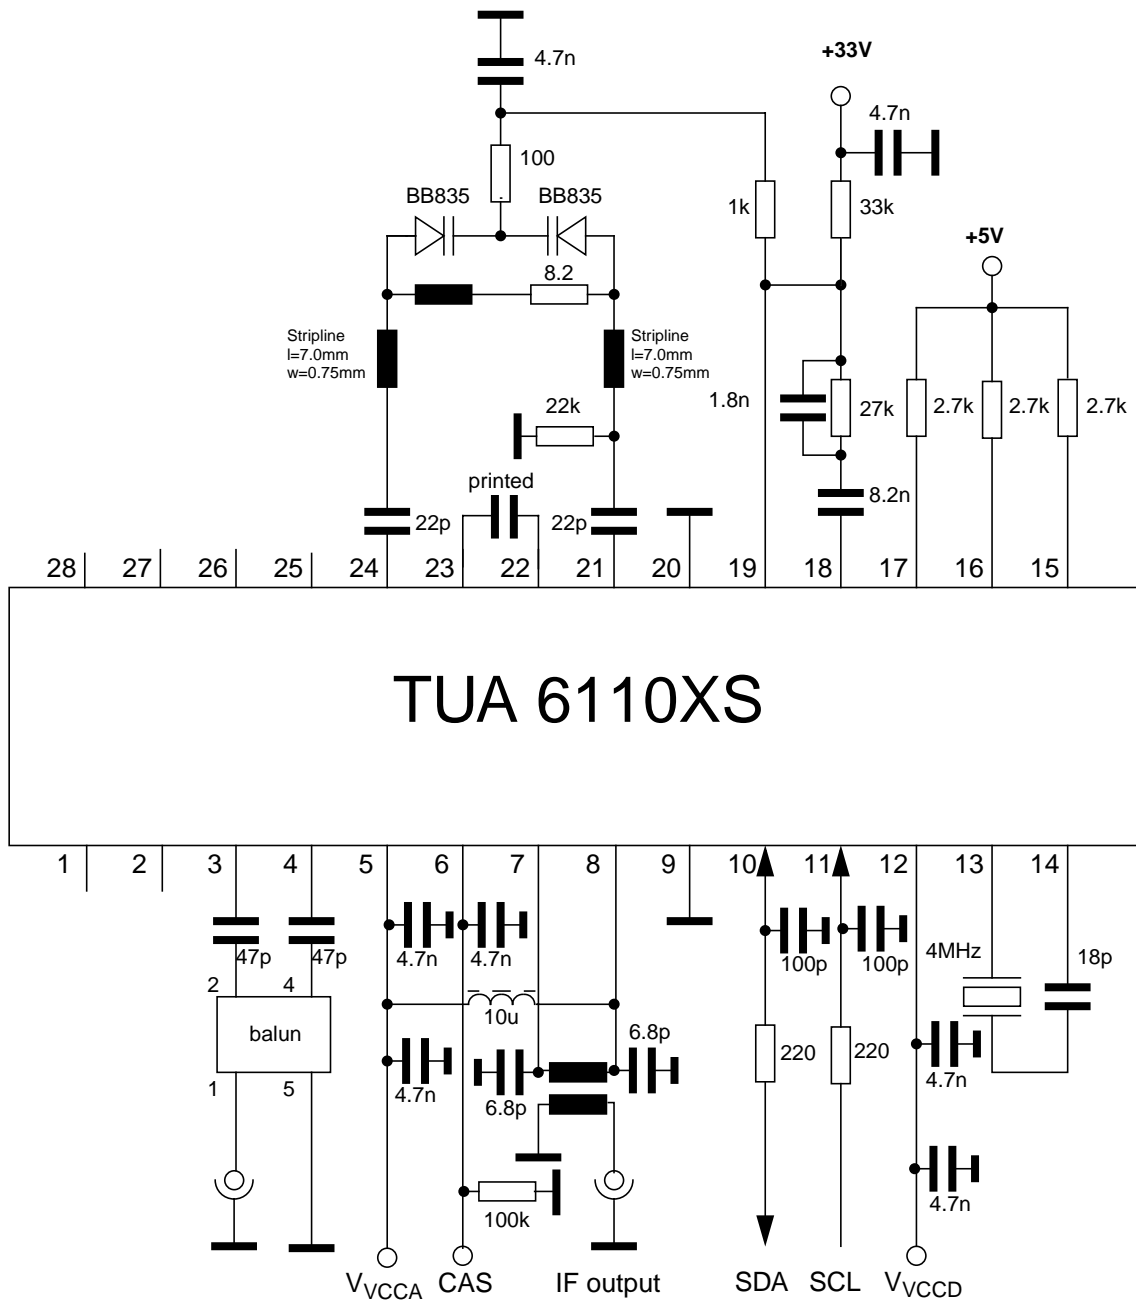 4.7n
+33V
4.7n
100
BB835
BB835
1k
33k
+5V
8.2
Stripline
l=7.0mm
w=0.75mm
Stripline
l=7.0mm
w=0.75mm
1.8n
27k
2.7k
2.7k
2.7k
22k
printed
8.2n
22p
22p
28 27 26 25 24 23 22 21 20 19 18 17 16 15
TUA 6110XS
1 2 3 4 5 6 7 8 9 10 11 12 13 14
47p
47p
4.7n
4.7n
100p
100p
4MHz
18p
2
4
balun
10u
6.8p
220
220
1
5
4.7n
6.8p
4.7n
100k
4.7n
VVCCA
CAS
IF output
SDA
SCL
VVCCD